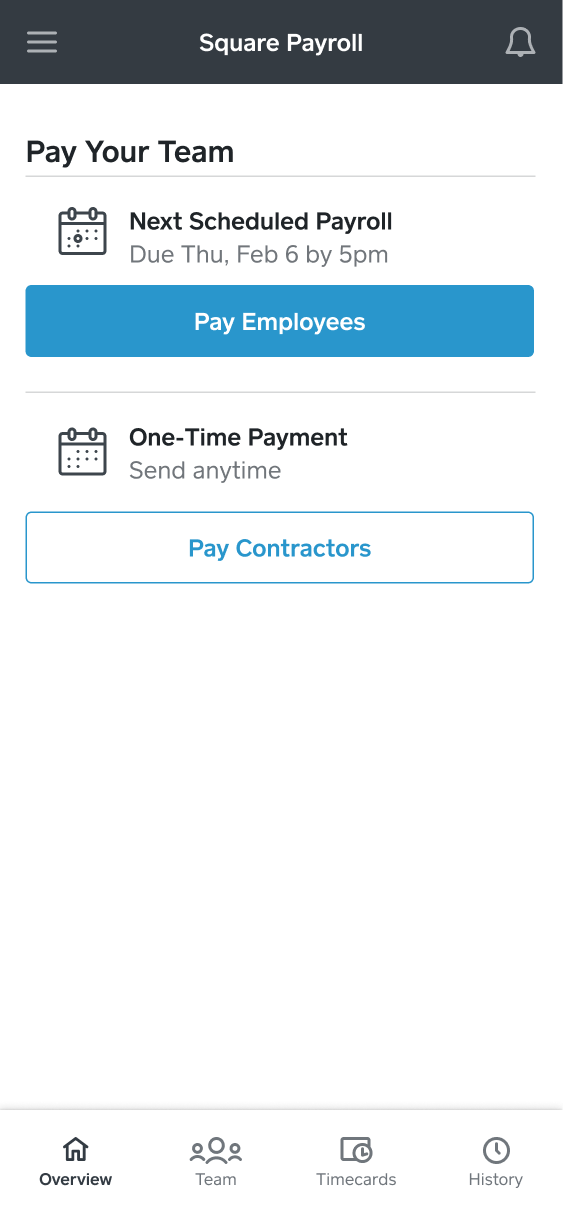 Square Payroll
Pay Your Team
Next Scheduled Payroll
Due Thu, Feb 6 by 5pm
Pay Employees
One-Time Payment
Send anytime
Pay Contractors
Overview
Team
Timecards
History